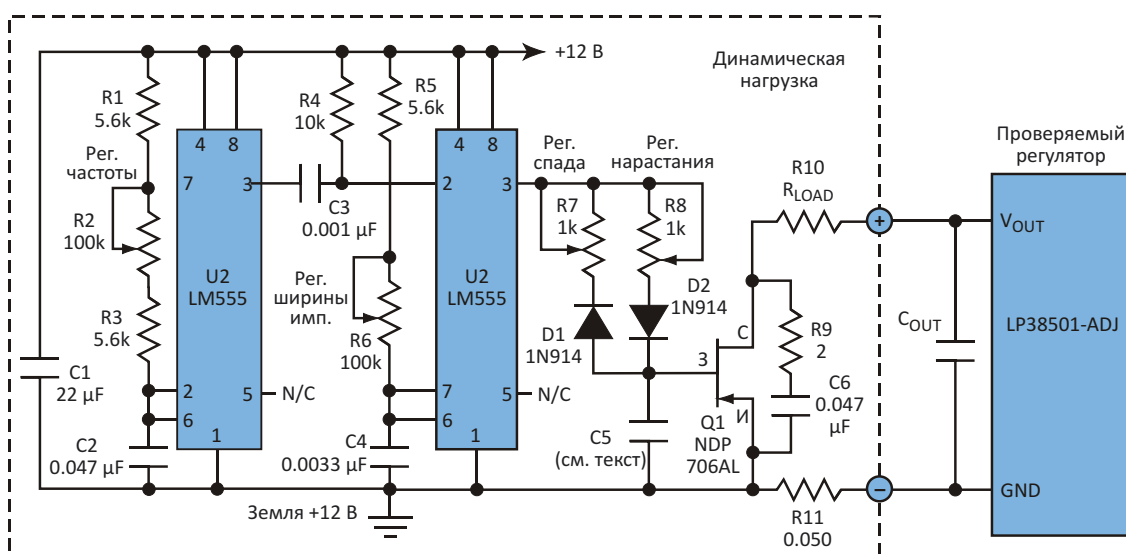 +12 В
Динамическая
нагрузка
R1
5.6k
R4
10k
R5
5.6k
4
8
4
8
Проверяемый
регулятор
Рег.
частоты
Рег.
спада
Рег.
нарастания
R10
R_LOAD
7
3
2
3
C3
0.001 µF
R7
1k
R8
1k
V_OUT
R2
100k
U2
LM555
Рег.
ширины
имп.
U2
LM555
D2
1N914
D1
1N914
C_OUT
LP38501-ADJ
R3
5.6k
R6
100k
С
R9
2
З
C1
22 µF
2
5
N/C
7
5
N/C
6
6
И
C6
0.047
µF
C2
0.047 µF
1
C4
0.0033 µF
1
C5
(см. текст)
Q1
NDP
706AL
Земля +12 В
R11
0.050
GND